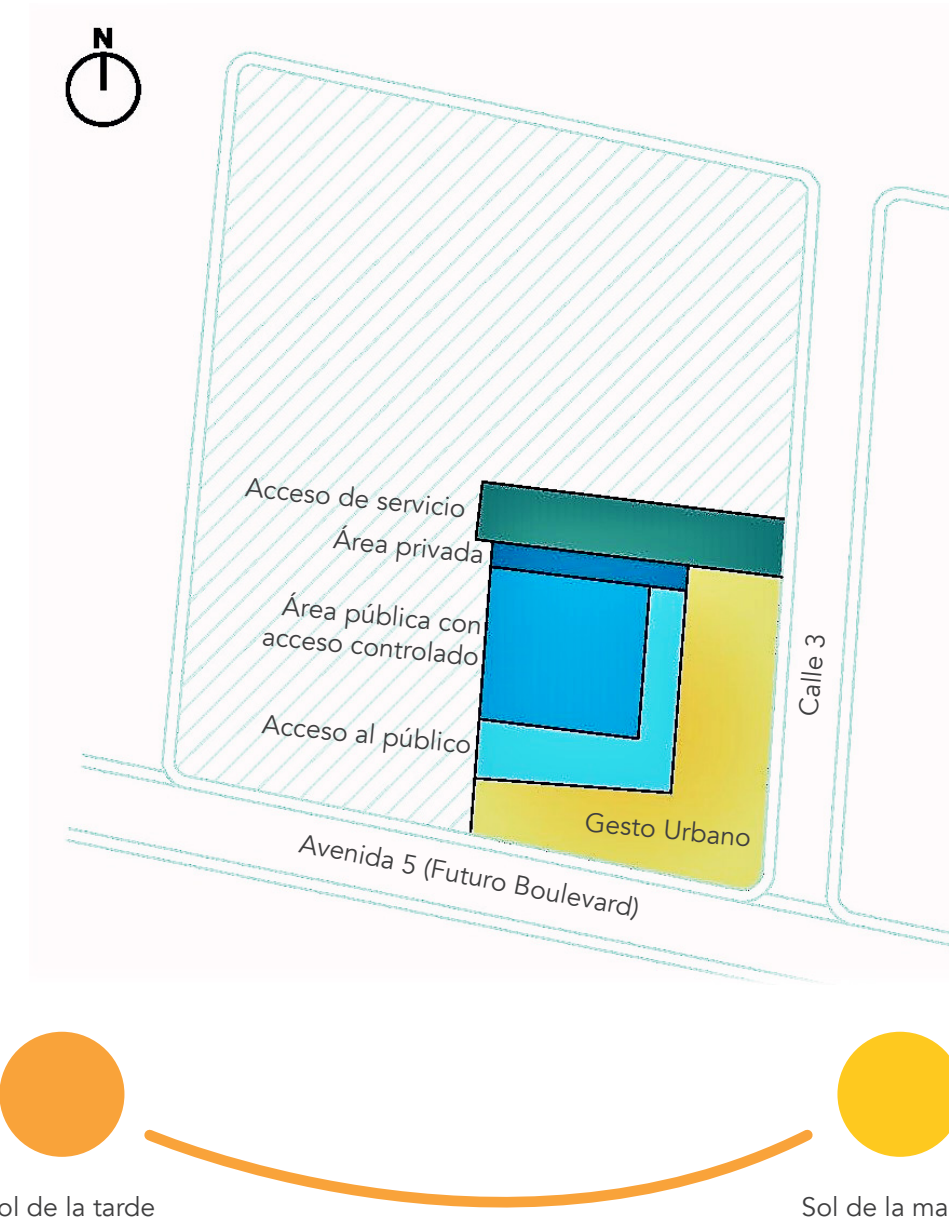 N
Acceso de servicio
Área privada
Área pública con
acceso controlado
Acceso al público
Calle 3
Gesto Urbano
Avenida 5 (Futuro Boulevard)
ol de la tarde
Sol de la ma